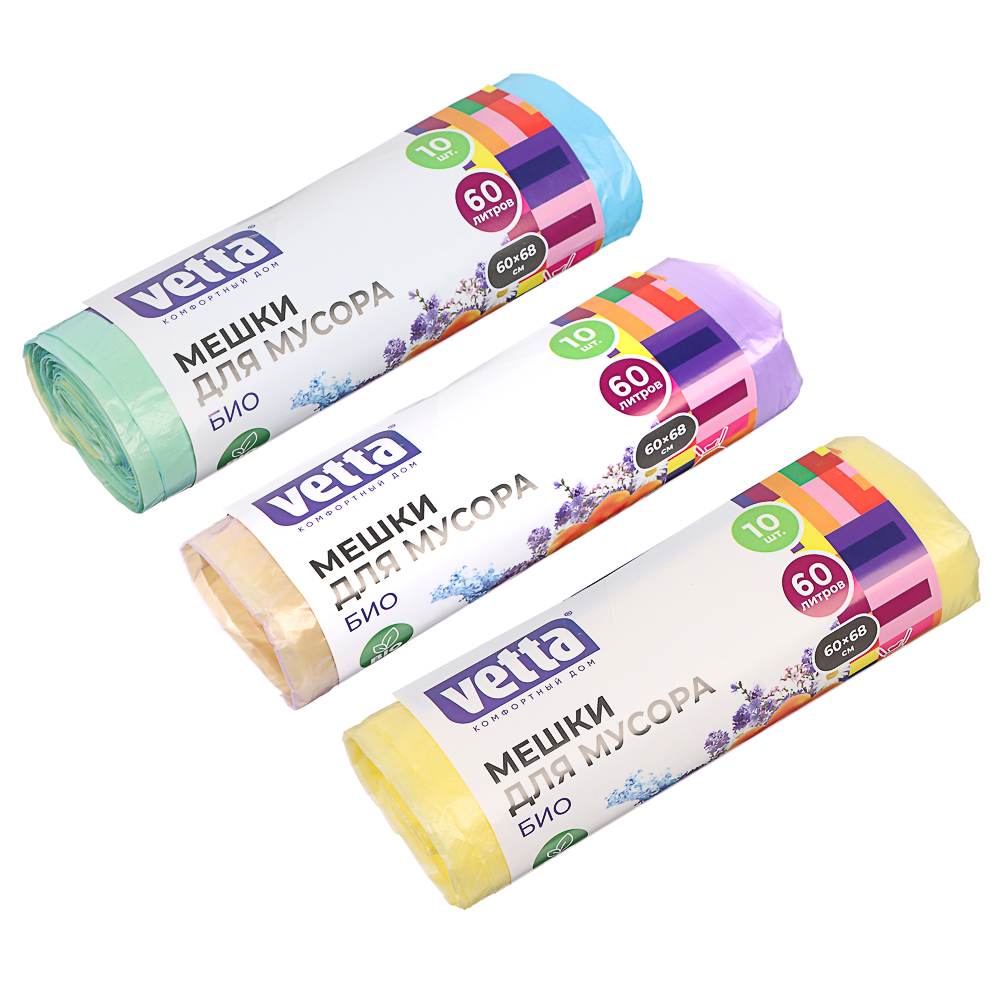 10
шт.
60
литров
60×68
см
vetta®
КОМФОРТНЫЙ ДОМ
МЕШКИ
ДЛЯ МУСОРА
БИО
10
шт.
60
литров
60×68
см
vetta®
КОМФОРТНЫЙ ДОМ
МЕШКИ
ДЛЯ МУСОРА
БИО
BIO
10
шт.
60
литров
60×68
см
vetta®
КОМФОРТНЫЙ ДОМ
МЕШКИ
ДЛЯ МУСОРА
БИО